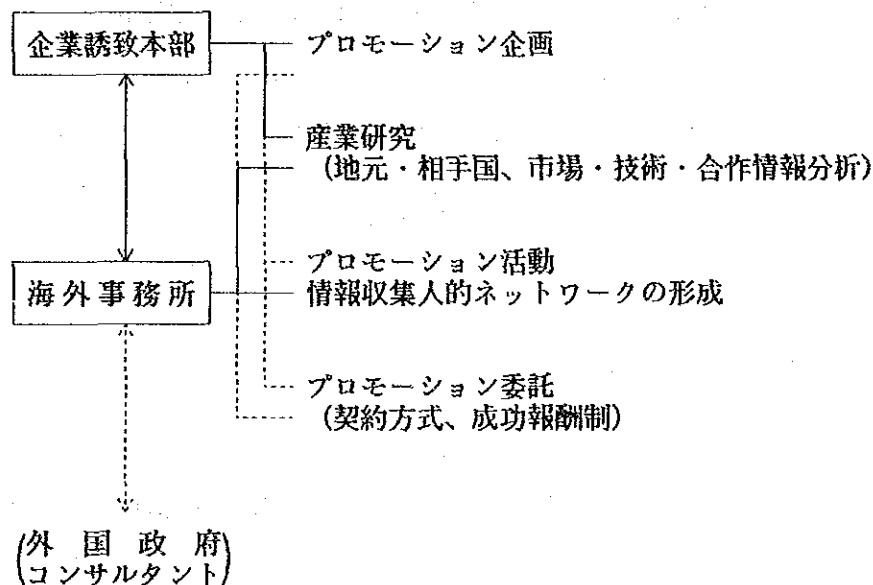 企業誘致本部
プロモーション企画
産業研究
(地元・相手国、市場・技術・合作情報分析)
プロモーション活動
海外事務所
情報収集人的ネットワークの形成
プロモーション委託
(契約方式、成功報酬制)
(外国政府
コンサルタント)